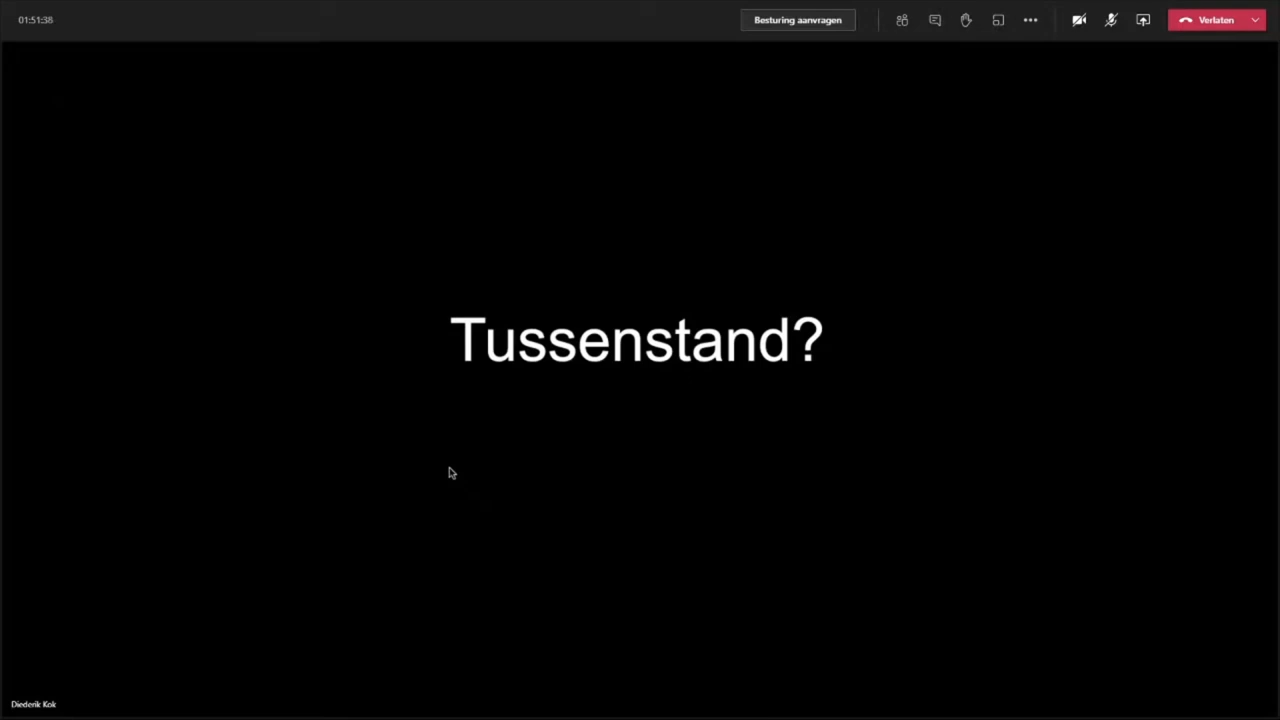 01:51:38
Besturing aanvragen
Verlaten
Tussenstand?
Diederik Kok